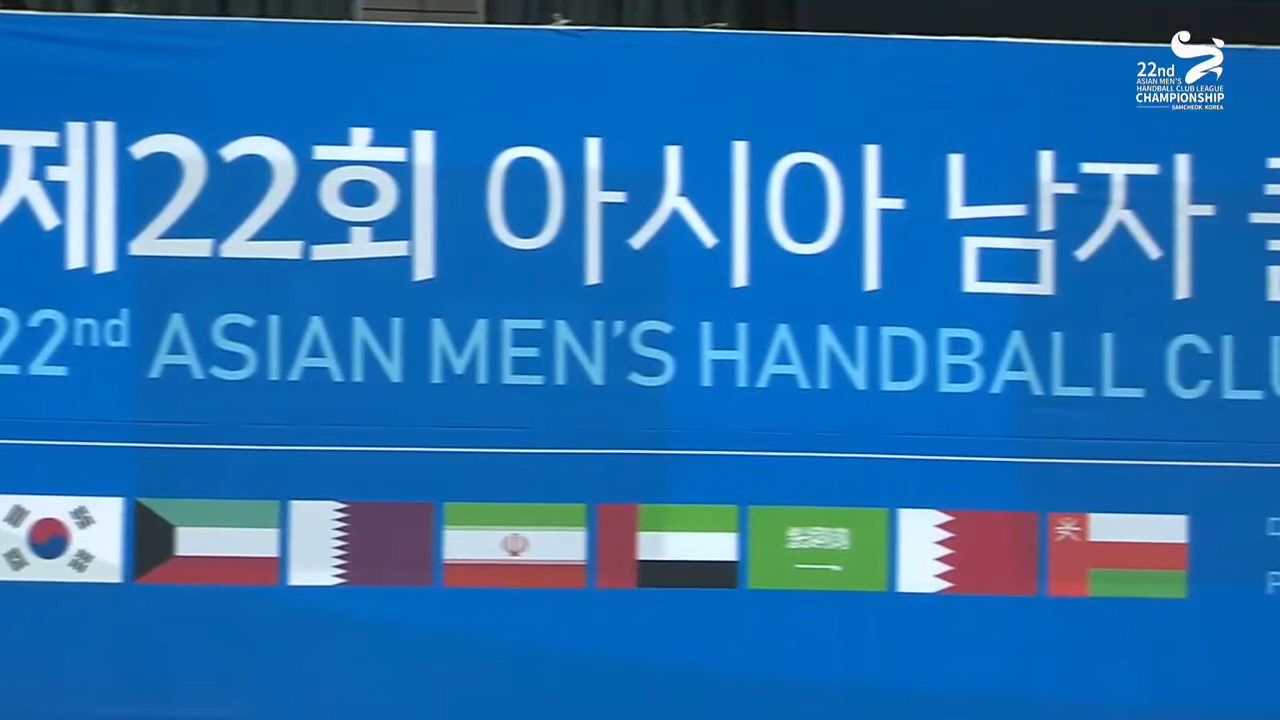 22nd
ASIAN MEN'S
HANDBALL CLUB LEAGUE
CHAMPIONSHIP
SAMCHEOK KOREA
제22회 아시아 남자
22nd ASIAN MEN'S HANDBALL